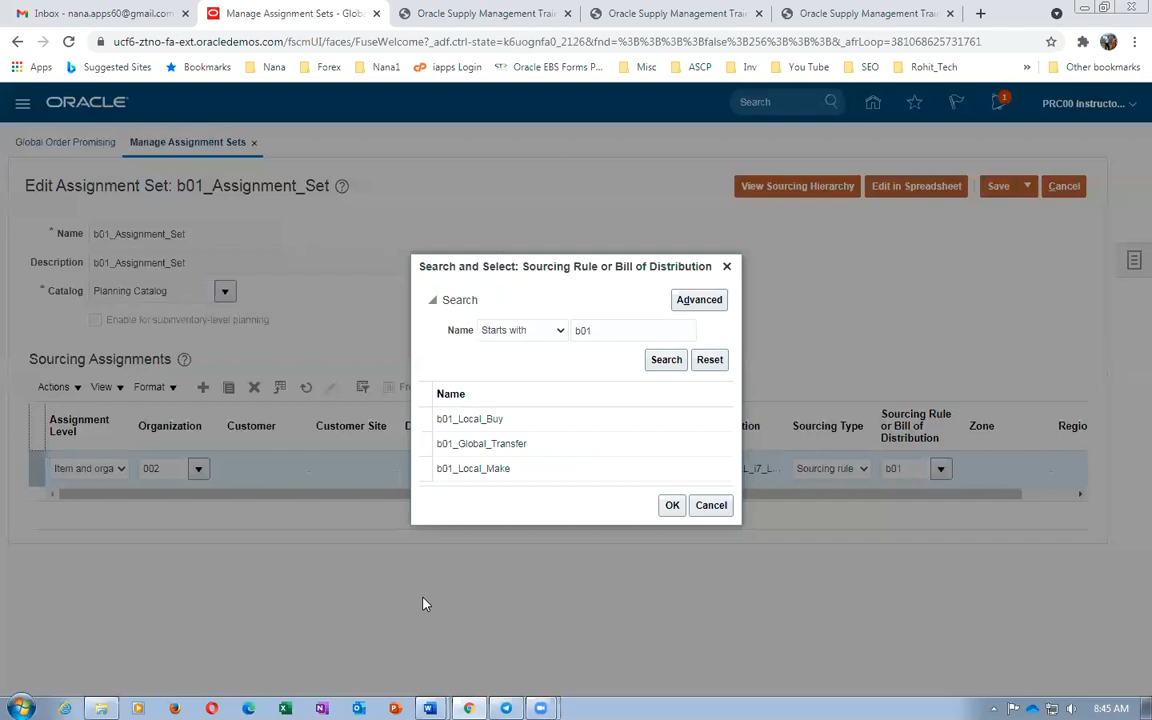 Inbox - nana.apps60@gmail.com
Manage Assignment Sets - Globa
Oracle Supply Management Train
Oracle Supply Management Train
Oracle Supply Management Train
ucf6-ztno-fa-ext.oracledemos.com/fscmUI/faces/FuseWelcome?_adf.ctrl-state=k6uognfa0_2126&fnd=%3B%3B%3B%3Bfalse%3B256%3B%3B%3B&_afrLoop=381068625731761
Apps Suggested Sites Bookmarks Nana Forex Nana1 iapps Login Oracle EBS Forms P... Misc ASCP Inv You Tube SEO Rohit_Tech » Other bookmarks
ORACLE Search 1 PRC00 Instructo...
Global Order Promising Manage Assignment Sets
Edit Assignment Set: b01_Assignment_Set View Sourcing Hierarchy Edit in Spreadsheet Save Cancel
* Name b01_Assignment_Set
Description b01_Assignment_Set
* Catalog Planning Catalog
Enable for subinventory-level planning
Sourcing Assignments
Actions View Format
Assignment Level Organization Customer Customer Site Sourcing Type Sourcing Rule or Bill of Distribution Zone Regio
Item and orga 002 L_i7_L... Sourcing rule b01
Search and Select: Sourcing Rule or Bill of Distribution
Search Advanced
Name Starts with b01
Search Reset
Name
b01_Local_Buy
b01_Global_Transfer
b01_Local_Make
OK Cancel
8:45 AM